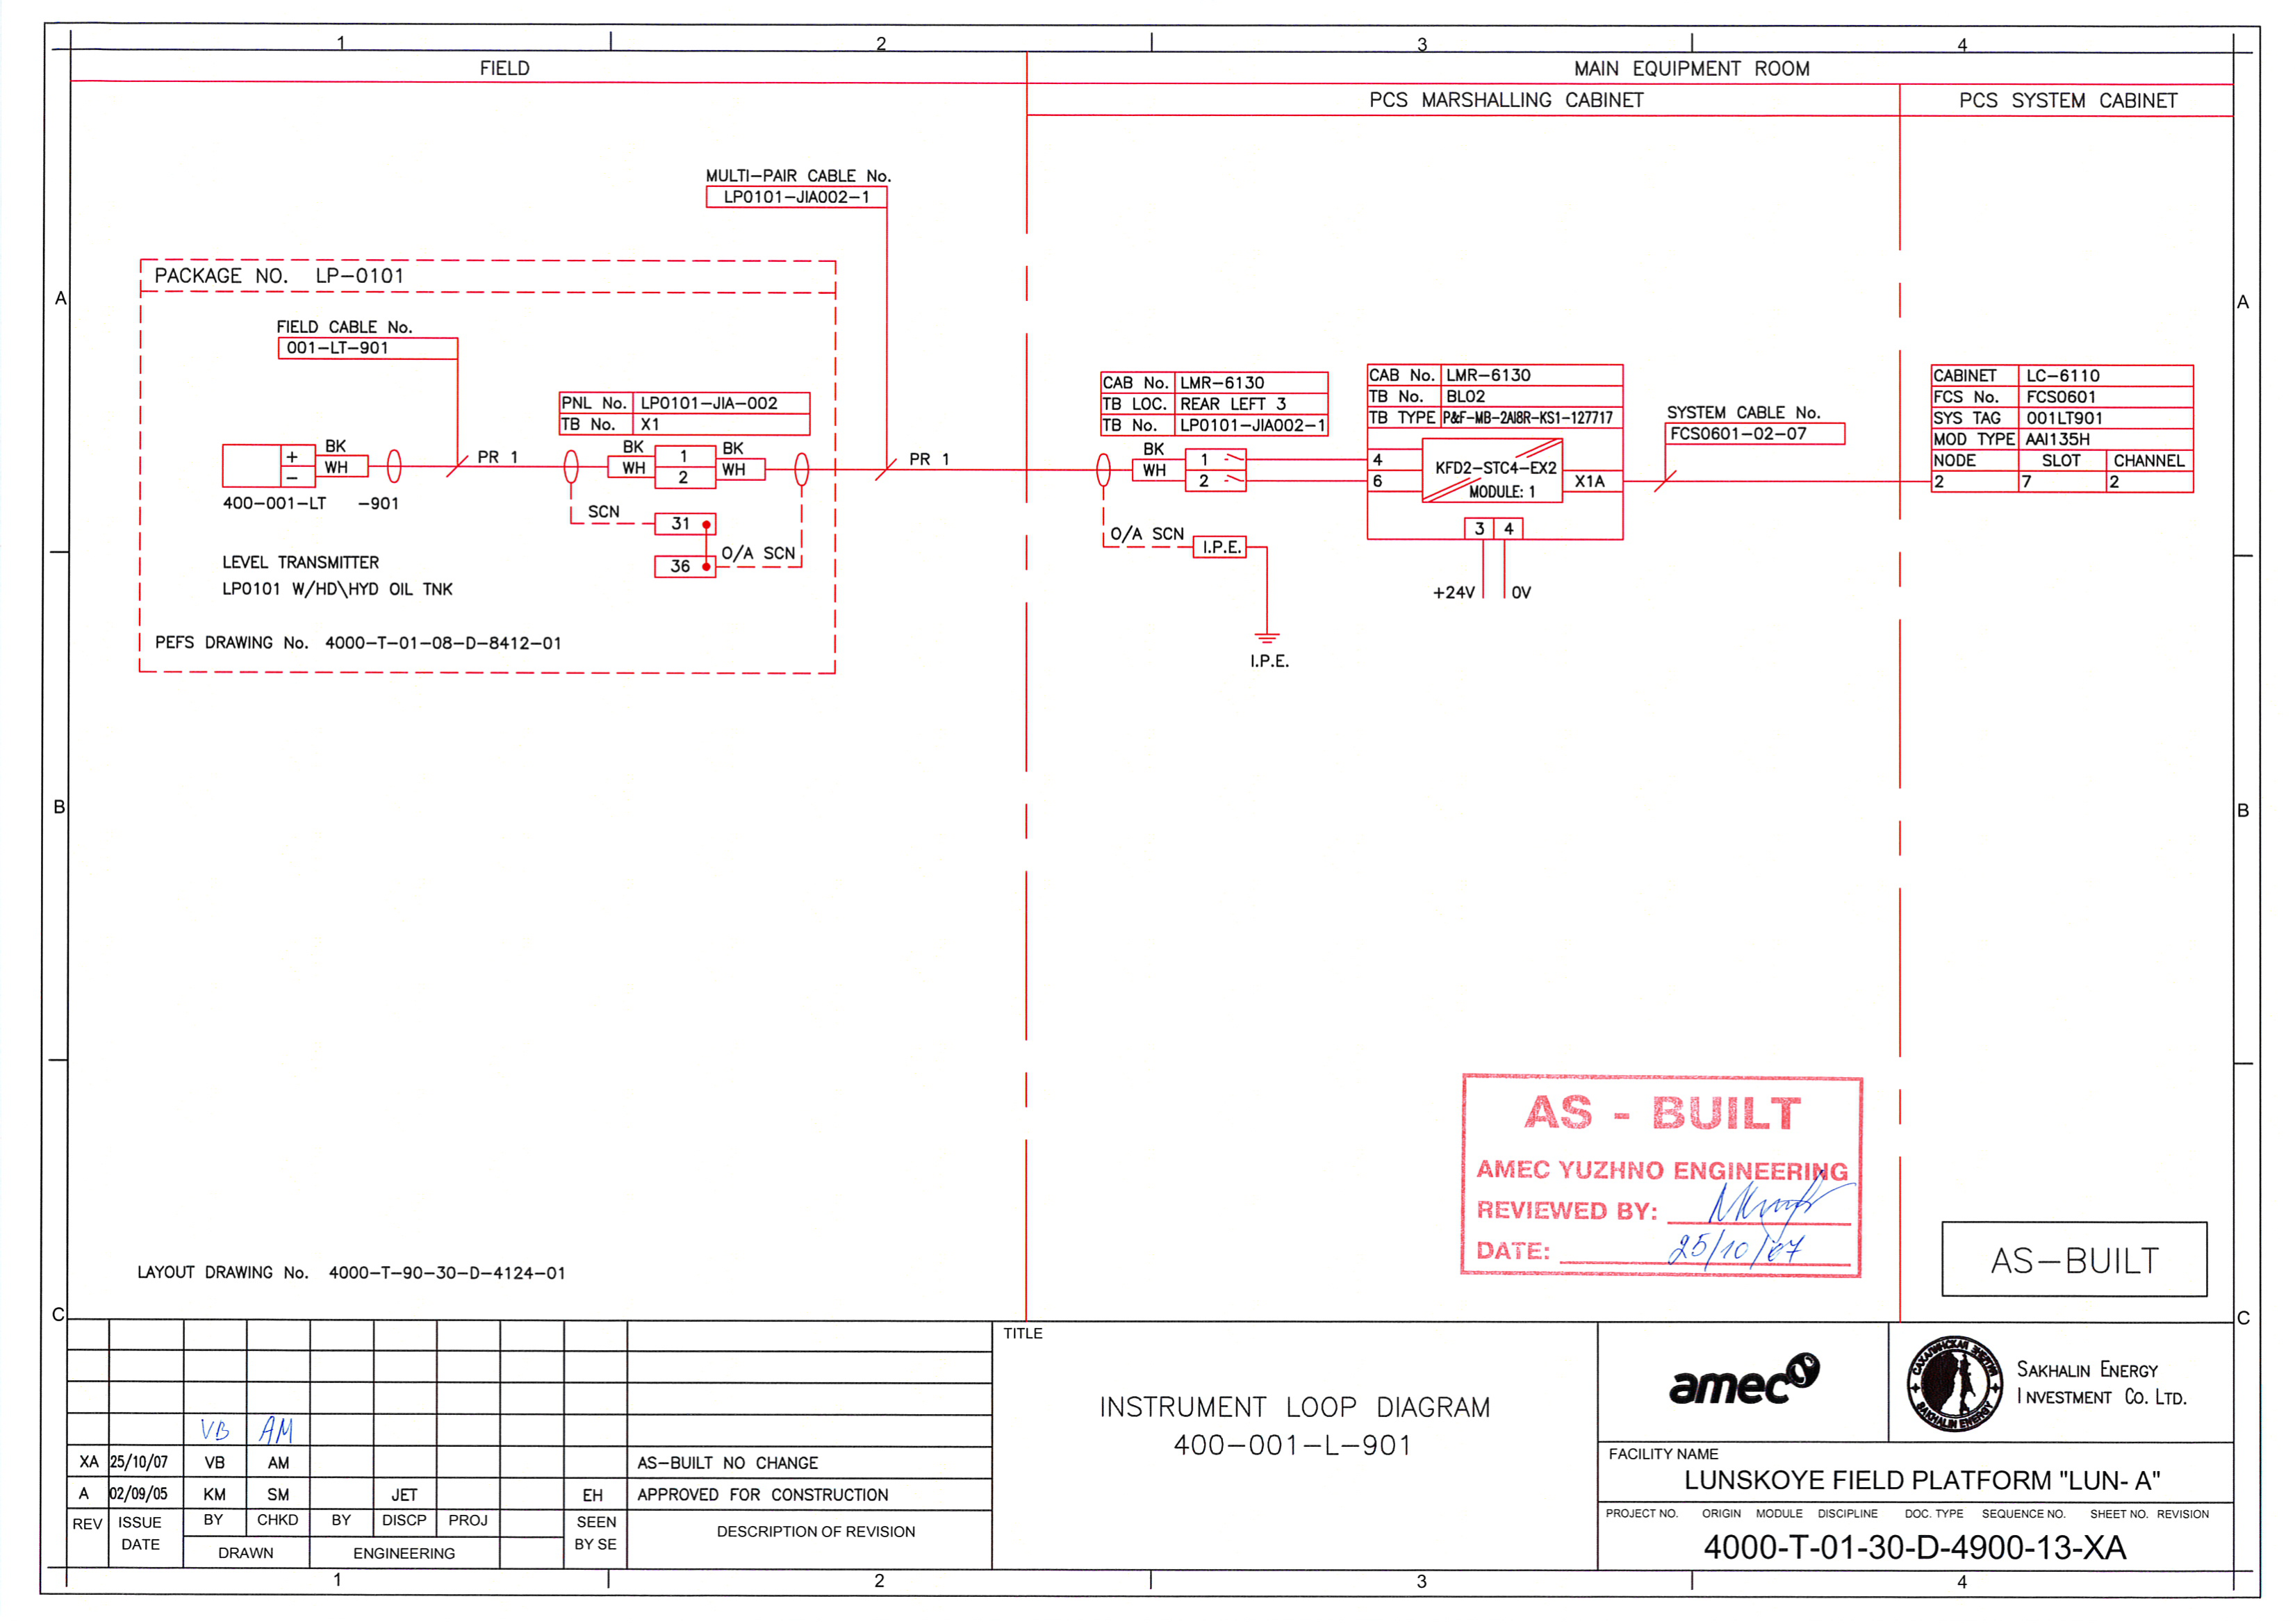 1 2 3 4
FIELD
MAIN EQUIPMENT ROOM
PCS MARSHALLING CABINET
PCS SYSTEM CABINET
MULTI-PAIR CABLE No.
LP0101-JIA002-1
PACKAGE NO. LP-0101
A
A
FIELD CABLE No.
001-LT-901
PNL No. LP0101-JIA-002
TB No. X1
BK
WH
+
-
400-001-LT -901
PR 1
BK
WH
1
2
BK
WH
PR 1
SCN
31
36
O/A SCN
LEVEL TRANSMITTER
LP0101 W/HD\HYD OIL TNK
PEFS DRAWING No. 4000-T-01-08-D-8412-01
CAB No. LMR-6130
TB LOC. REAR LEFT 3
TB No. LP0101-JIA002-1
BK
WH
1
2
O/A SCN
I.P.E.
I.P.E.
CAB No. LMR-6130
TB No. BL02
TB TYPE P&F-MB-2AI8R-KS1-127717
4
6
KFD2-STC4-EX2
MODULE: 1
X1A
3 4
+24V 0V
SYSTEM CABLE No.
FCS0601-02-07
CABINET LC-6110
FCS No. FCS0601
SYS TAG 001LT901
MOD TYPE AAI135H
NODE SLOT CHANNEL
2 7 2
B
B
AS - BUILT
AMEC YUZHNO ENGINEERING
REVIEWED BY:
DATE: 25/10/07
AS-BUILT
LAYOUT DRAWING No. 4000-T-90-30-D-4124-01
C
C
VB AM
XA 25/10/07 VB AM AS-BUILT NO CHANGE
A 02/09/05 KM SM JET EH APPROVED FOR CONSTRUCTION
REV ISSUE DATE BY CHKD BY DISCP PROJ SEEN BY SE DESCRIPTION OF REVISION
DRAWN ENGINEERING
TITLE
INSTRUMENT LOOP DIAGRAM
400-001-L-901
amec
САХАЛИНСКАЯ ЭНЕРГИЯ
SAKHALIN ENERGY
SAKHALIN ENERGY
INVESTMENT CO. LTD.
FACILITY NAME
LUNSKOYE FIELD PLATFORM "LUN- A"
PROJECT NO. ORIGIN MODULE DISCIPLINE DOC. TYPE SEQUENCE NO. SHEET NO. REVISION
4000-T-01-30-D-4900-13-XA
1 2 3 4